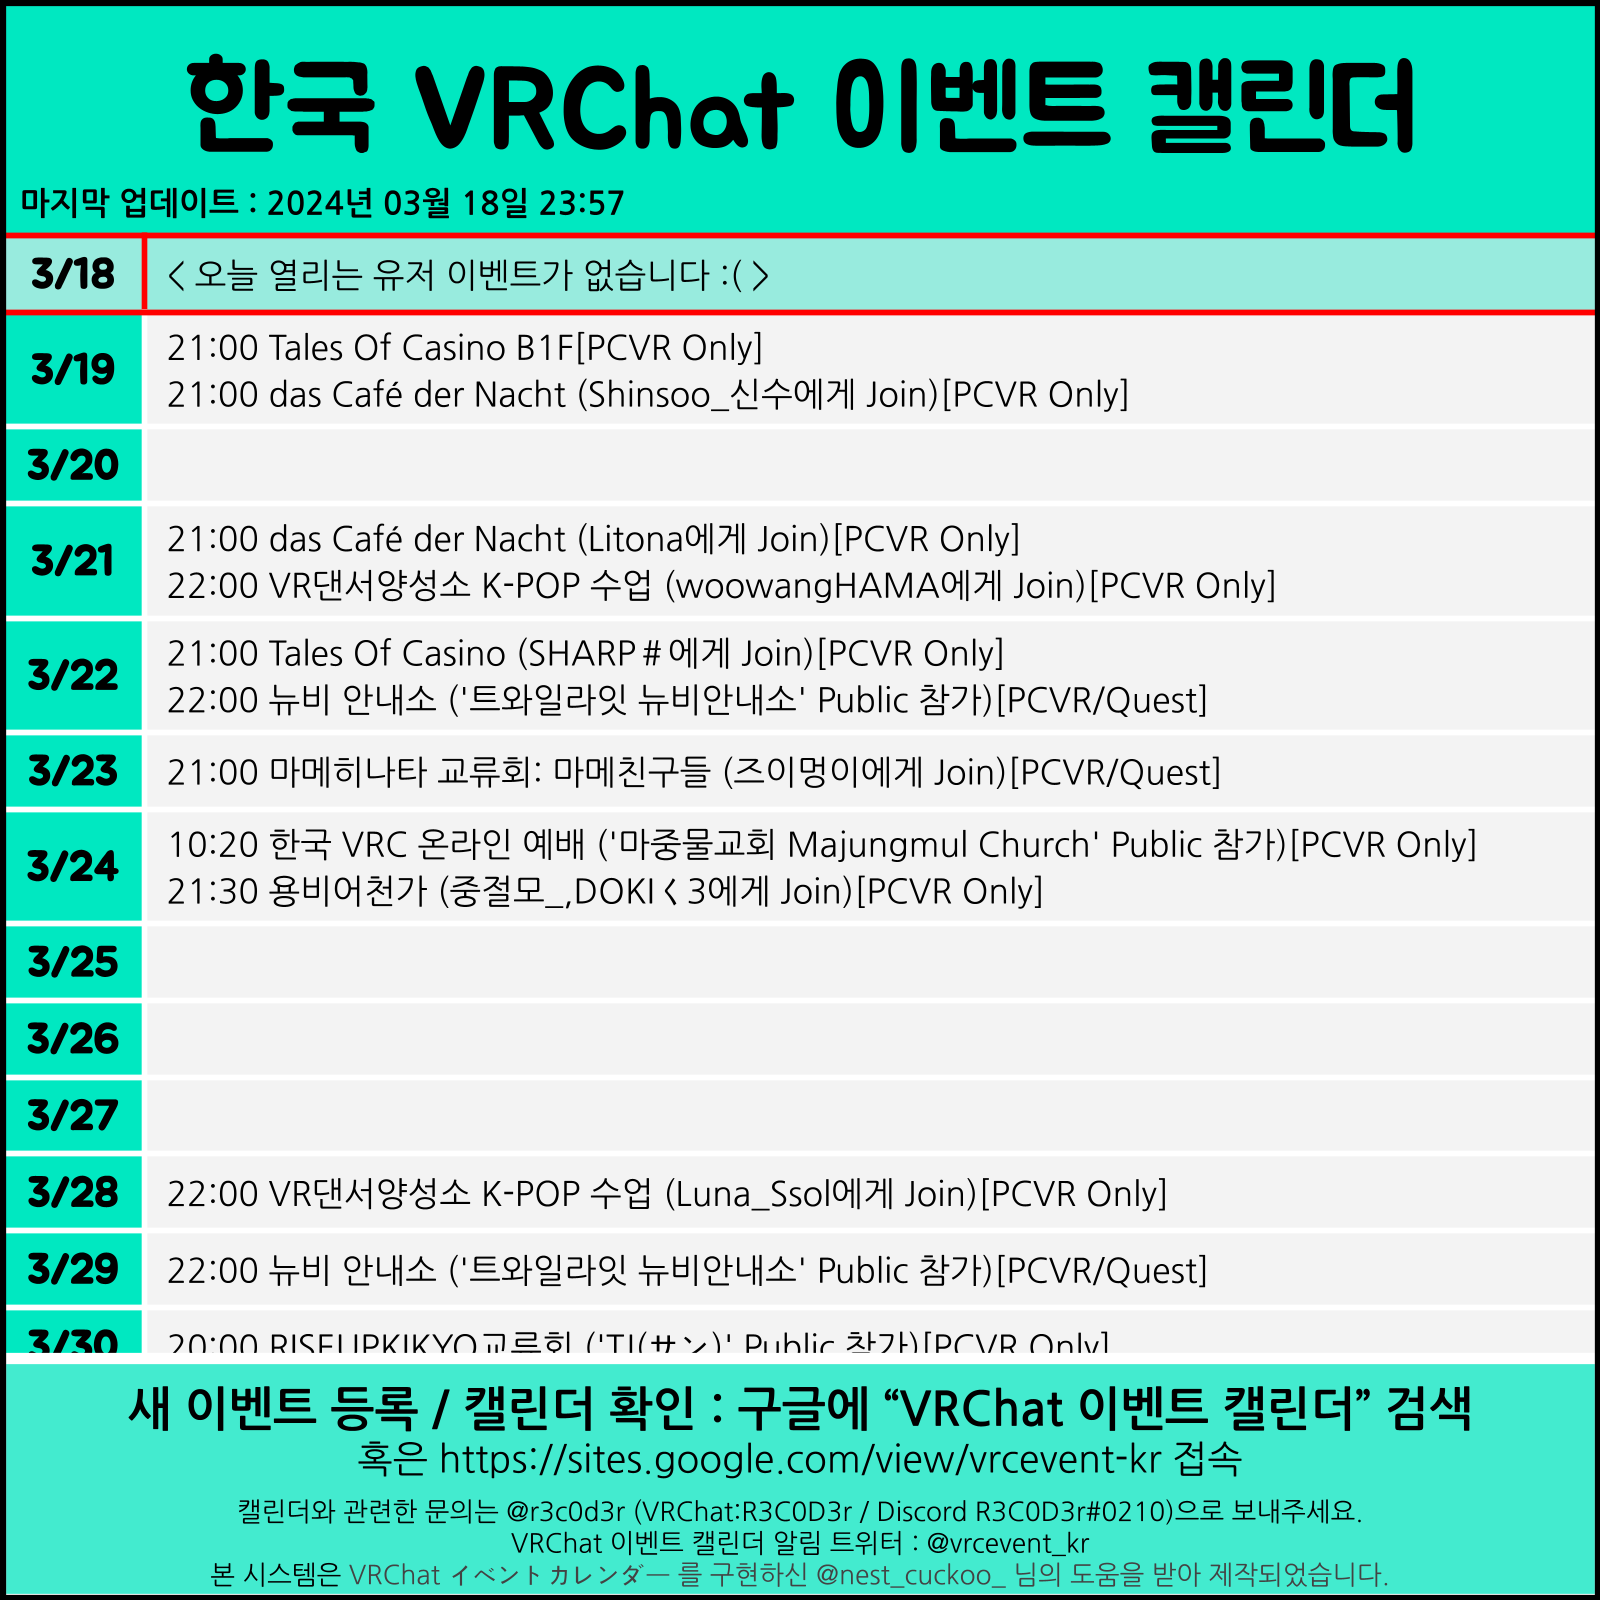 한국 VRChat 이벤트 캘린더
마지막 업데이트 : 2024년 03월 18일 23:57
3/18 < 오늘 열리는 유저 이벤트가 없습니다 :( >
3/19
21:00 Tales Of Casino B1F[PCVR Only]
21:00 das Café der Nacht (Shinsoo_신수에게 Join)[PCVR Only]
3/20
3/21
21:00 das Café der Nacht (Litona에게 Join)[PCVR Only]
22:00 VR댄서양성소 K-POP 수업 (woowangHAMA에게 Join)[PCVR Only]
3/22
21:00 Tales Of Casino (SHARP＃에게 Join)[PCVR Only]
22:00 뉴비 안내소 ('트와일라잇 뉴비안내소' Public 참가)[PCVR/Quest]
3/23 21:00 마메히나타 교류회: 마메친구들 (즈이멍이에게 Join)[PCVR/Quest]
3/24
10:20 한국 VRC 온라인 예배 ('마중물교회 Majungmul Church' Public 참가)[PCVR Only]
21:30 용비어천가 (중절모_,DOKIく3에게 Join)[PCVR Only]
3/25
3/26
3/27
3/28 22:00 VR댄서양성소 K-POP 수업 (Luna_Ssol에게 Join)[PCVR Only]
3/29 22:00 뉴비 안내소 ('트와일라잇 뉴비안내소' Public 참가)[PCVR/Quest]
3/30 20:00 RISEUPKIKYO교류회 ('TI(サン)' Public 참가)[PCVR Only]
새 이벤트 등록 / 캘린더 확인 : 구글에 “VRChat 이벤트 캘린더” 검색
혹은 https://sites.google.com/view/vrcevent-kr 접속
캘린더와 관련한 문의는 @r3c0d3r (VRChat:R3C0D3r / Discord R3C0D3r#0210)으로 보내주세요.
VRChat 이벤트 캘린더 알림 트위터 : @vrcevent_kr
본 시스템은 VRChat イベントカレンダー 를 구현하신 @nest_cuckoo_ 님의 도움을 받아 제작되었습니다.